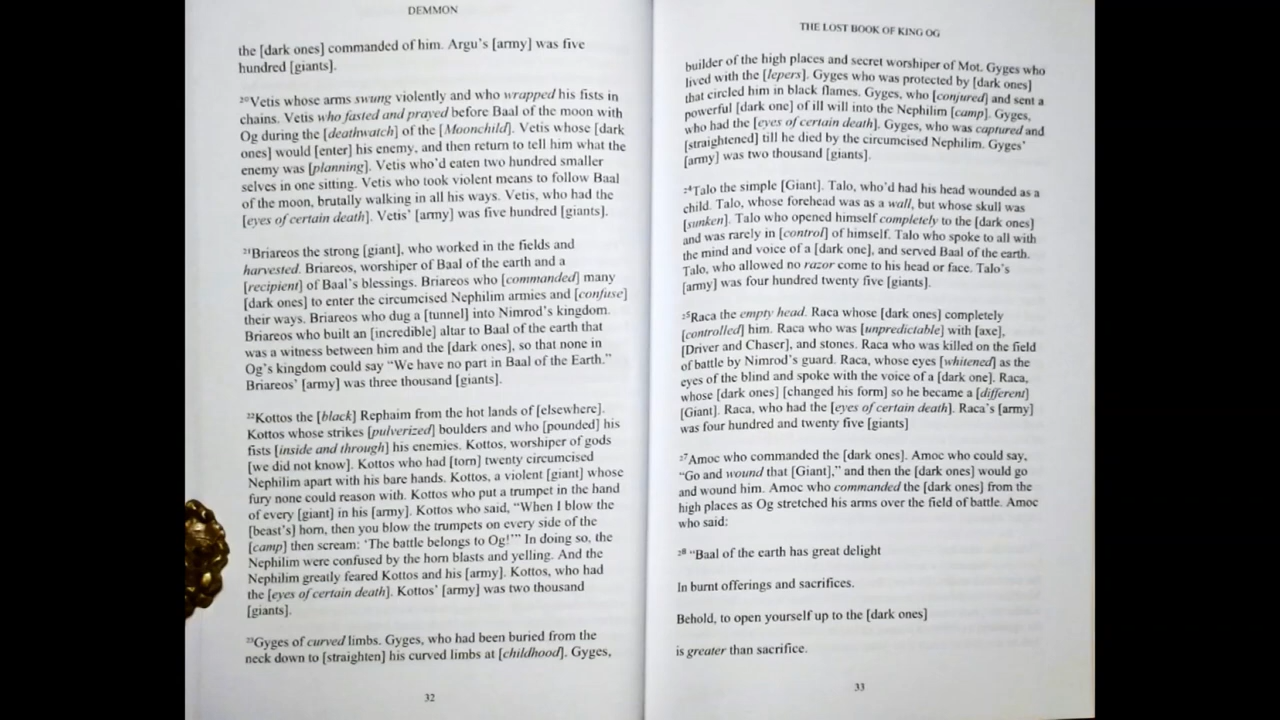 DEMMON
the [dark ones] commanded of him. Argu's [army] was five
hundred [giants].
²⁰Vetis whose arms swung violently and who wrapped his fists in
chains. Vetis who fasted and prayed before Baal of the moon with
Og during the [deathwatch] of the [Moonchild]. Vetis whose [dark
ones] would [enter] his enemy, and then return to tell him what the
enemy was [planning]. Vetis who'd eaten two hundred smaller
selves in one sitting. Vetis who took violent means to follow Baal
of the moon, brutally walking in all his ways. Vetis, who had the
[eyes of certain death]. Vetis' [army] was five hundred [giants].
²¹Briareos the strong [giant], who worked in the fields and
harvested. Briareos, worshiper of Baal of the earth and a
[recipient] of Baal's blessings. Briareos who [commanded] many
[dark ones] to enter the circumcised Nephilim armies and [confuse]
their ways. Briareos who dug a [tunnel] into Nimrod's kingdom.
Briareos who built an [incredible] altar to Baal of the earth that
was a witness between him and the [dark ones], so that none in
Og's kingdom could say “We have no part in Baal of the Earth.”
Briareos' [army] was three thousand [giants].
²²Kottos the [black] Rephaim from the hot lands of [elsewhere].
Kottos whose strikes [pulverized] boulders and who [pounded] his
fists [inside and through] his enemies. Kottos, worshiper of gods
[we did not know]. Kottos who had [torn] twenty circumcised
Nephilim apart with his bare hands. Kottos, a violent [giant] whose
fury none could reason with. Kottos who put a trumpet in the hand
of every [giant] in his [army]. Kottos who said, “When I blow the
[beast's] horn, then you blow the trumpets on every side of the
[camp] then scream: ‘The battle belongs to Og!’” In doing so, the
Nephilim were confused by the horn blasts and yelling. And the
Nephilim greatly feared Kottos and his [army]. Kottos, who had
the [eyes of certain death]. Kottos' [army] was two thousand
[giants].
²³Gyges of curved limbs. Gyges, who had been buried from the
neck down to [straighten] his curved limbs at [childhood]. Gyges,
32
THE LOST BOOK OF KING OG
builder of the high places and secret worshiper of Mot. Gyges who
lived with the [lepers]. Gyges who was protected by [dark ones]
that circled him in black flames. Gyges, who [conjured] and sent a
powerful [dark one] of ill will into the Nephilim [camp]. Gyges,
who had the [eyes of certain death]. Gyges, who was captured and
[straightened] till he died by the circumcised Nephilim. Gyges'
[army] was two thousand [giants].
²⁴Talo the simple [Giant]. Talo, who'd had his head wounded as a
child. Talo, whose forehead was as a wall, but whose skull was
[sunken]. Talo who opened himself completely to the [dark ones]
and was rarely in [control] of himself. Talo who spoke to all with
the mind and voice of a [dark one], and served Baal of the earth.
Talo, who allowed no razor come to his head or face. Talo's
[army] was four hundred twenty five [giants].
²⁵Raca the empty head. Raca whose [dark ones] completely
[controlled] him. Raca who was [unpredictable] with [axe],
[Driver and Chaser], and stones. Raca who was killed on the field
of battle by Nimrod's guard. Raca, whose eyes [whitened] as the
eyes of the blind and spoke with the voice of a [dark one]. Raca,
whose [dark ones] [changed his form] so he became a [different]
[Giant]. Raca, who had the [eyes of certain death]. Raca's [army]
was four hundred and twenty five [giants]
²⁷Amoc who commanded the [dark ones]. Amoc who could say,
“Go and wound that [Giant],” and then the [dark ones] would go
and wound him. Amoc who commanded the [dark ones] from the
high places as Og stretched his arms over the field of battle. Amoc
who said:
²⁸ “Baal of the earth has great delight
In burnt offerings and sacrifices.
Behold, to open yourself up to the [dark ones]
is greater than sacrifice.
33